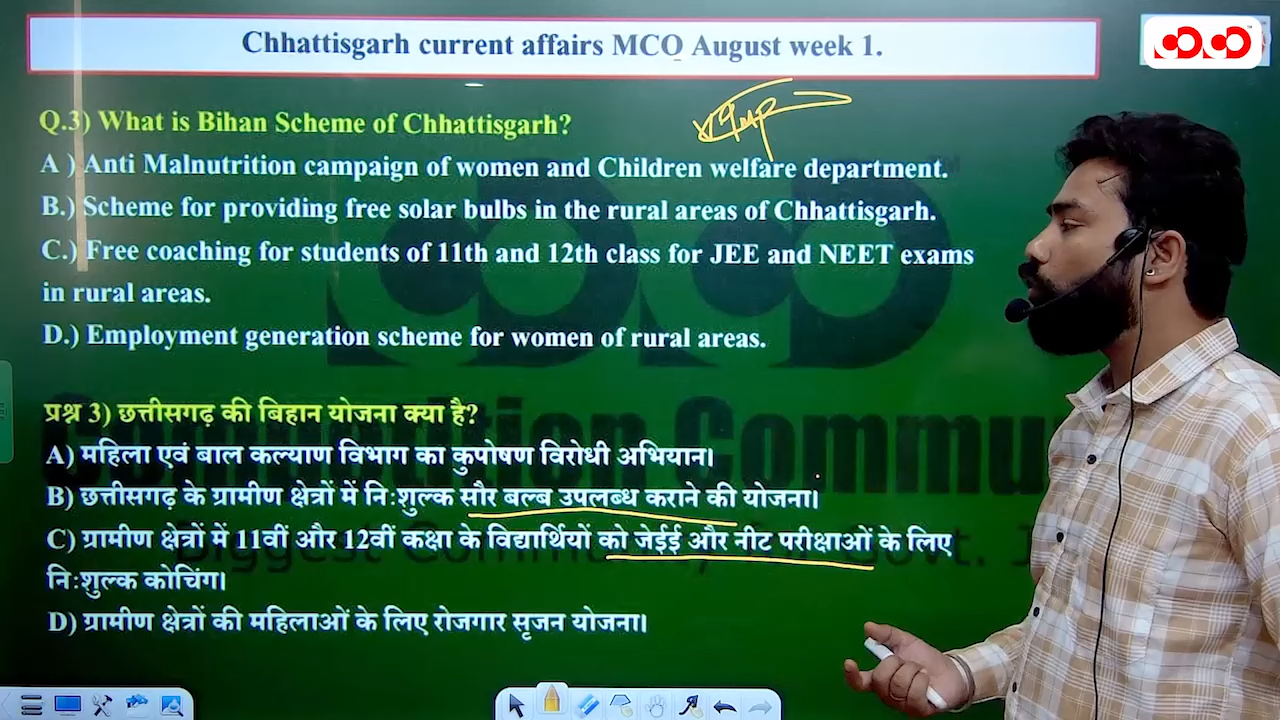 Chhattisgarh current affairs MCQ August week 1.
Q.3) What is Bihan Scheme of Chhattisgarh?
A ) Anti Malnutrition campaign of women and Children welfare department.
B.) Scheme for providing free solar bulbs in the rural areas of Chhattisgarh.
C.) Free coaching for students of 11th and 12th class for JEE and NEET exams
in rural areas.
D.) Employment generation scheme for women of rural areas.
प्रश्न 3) छत्तीसगढ़ की बिहान योजना क्या है?
A) महिला एवं बाल कल्याण विभाग का कुपोषण विरोधी अभियान।
B) छत्तीसगढ़ के ग्रामीण क्षेत्रों में नि:शुल्क सौर बल्ब उपलब्ध कराने की योजना।
C) ग्रामीण क्षेत्रों में 11वीं और 12वीं कक्षा के विद्यार्थियों को जेईई और नीट परीक्षाओं के लिए
नि:शुल्क कोचिंग।
D) ग्रामीण क्षेत्रों की महिलाओं के लिए रोजगार सृजन योजना।